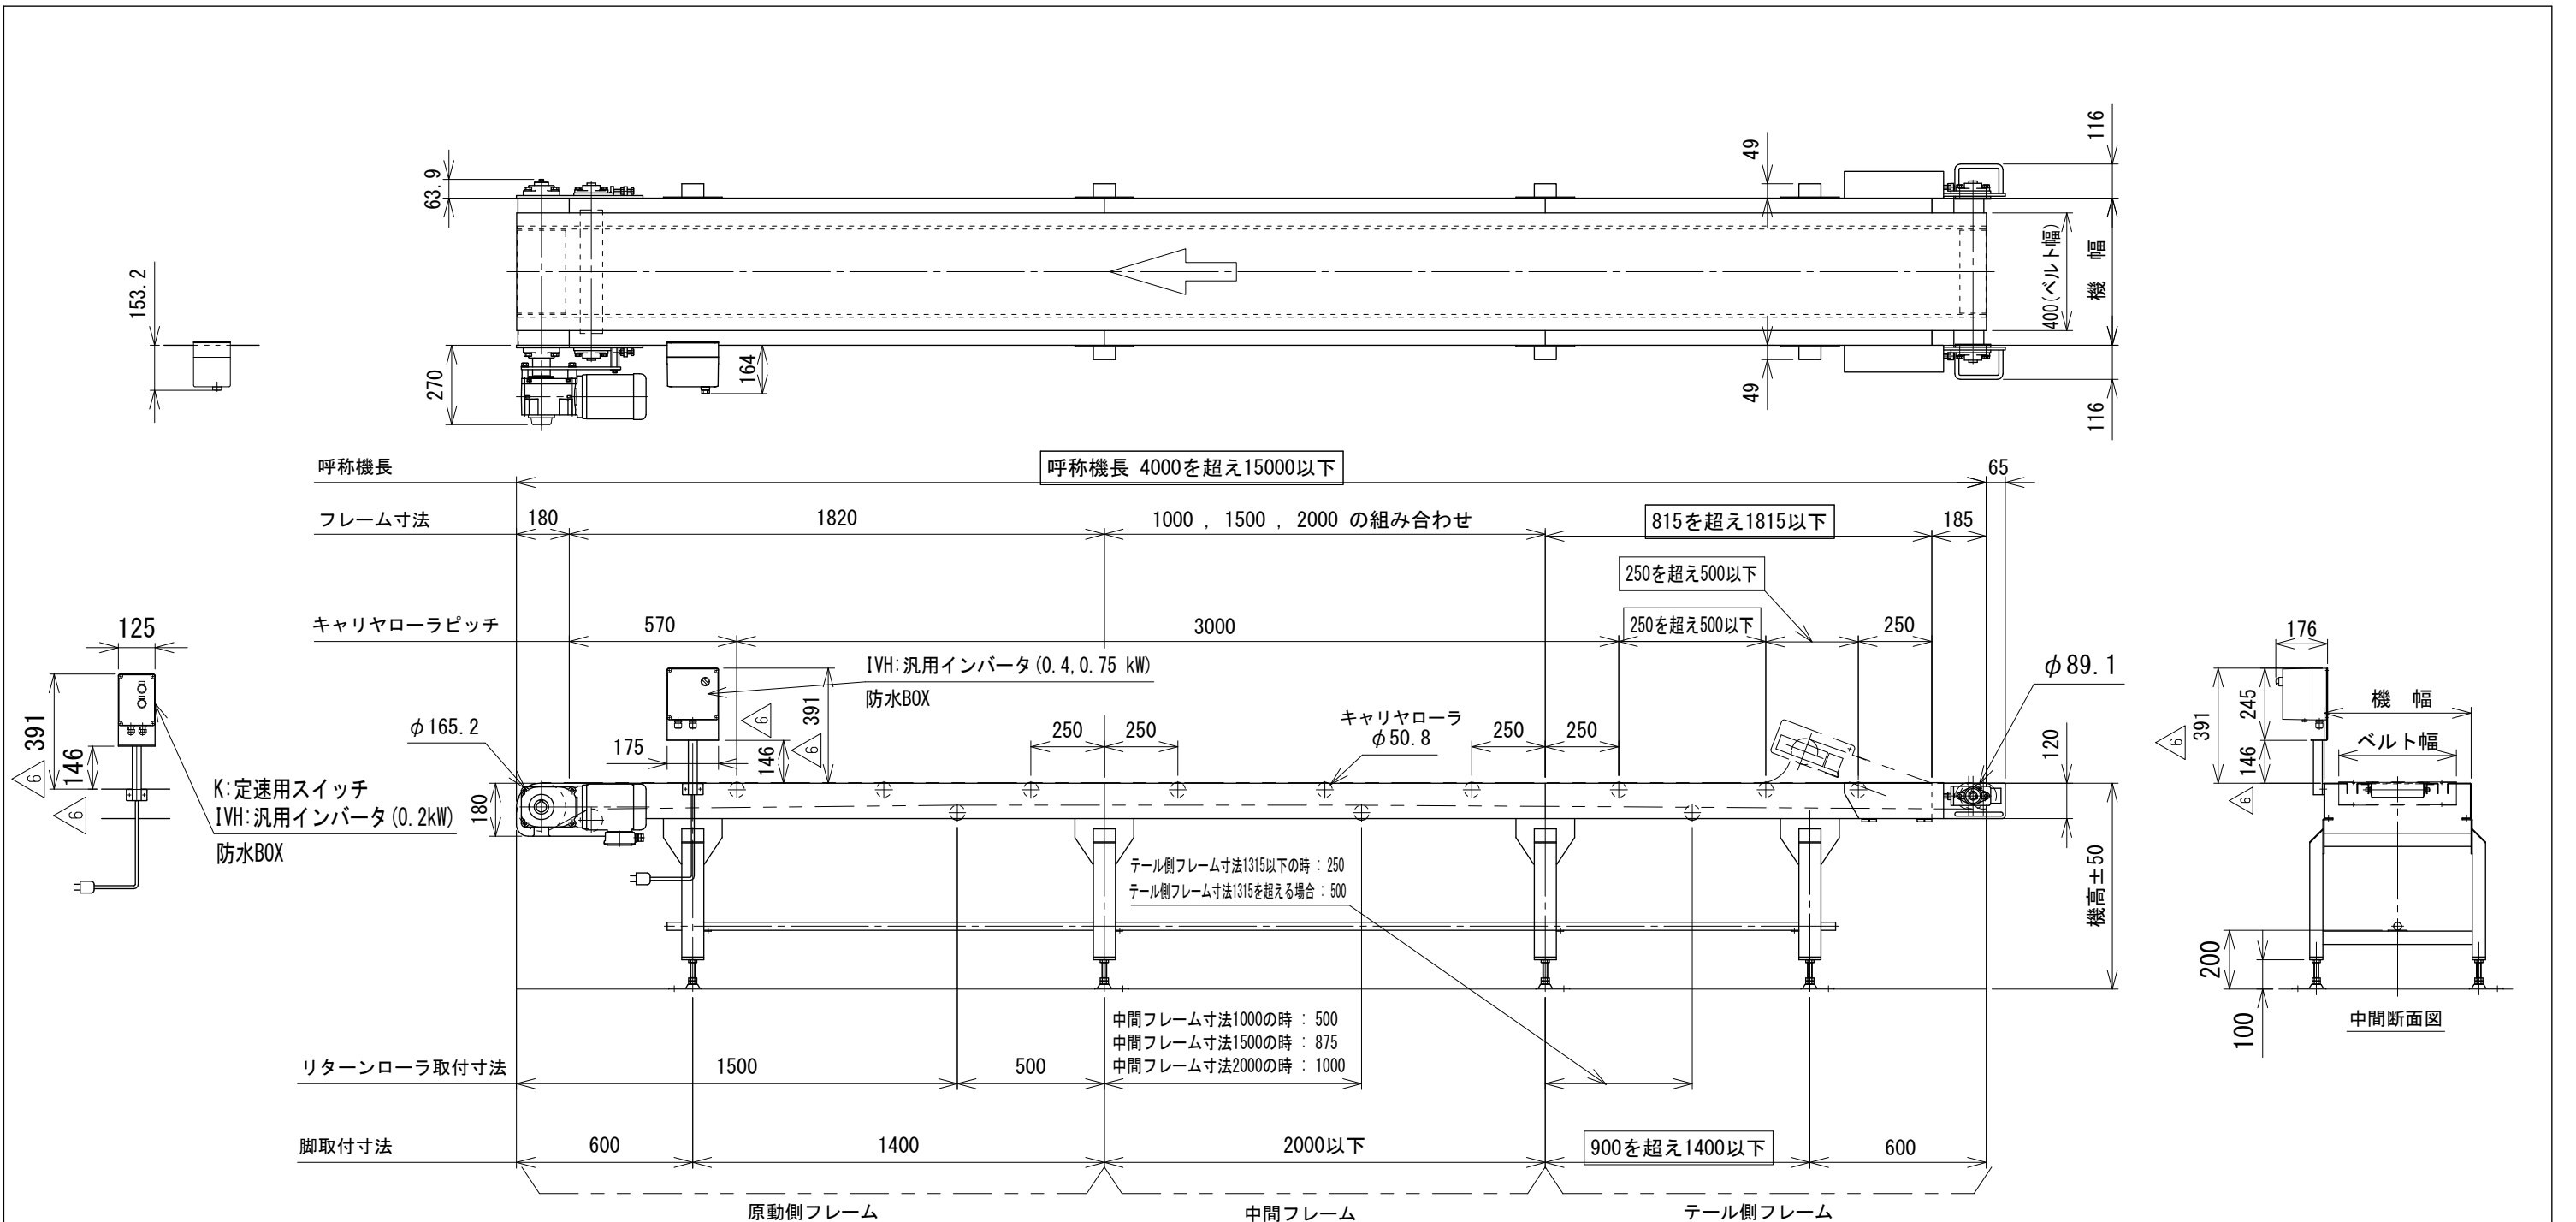 116
49
63.9
400(ベルト幅)
機 幅
153.2
270
164
49
116
呼称機長
呼称機長 4000を超え15000以下
65
フレーム寸法
180
1820
1000 , 1500 , 2000 の組み合わせ
815を超え1815以下
185
250を超え500以下
キャリヤローラピッチ
570
3000
250を超え500以下
250
125
IVH:汎用インバータ(0.4,0.75 kW)
防水BOX
φ89.1
176
391
146
6
6
K:定速用スイッチ
IVH:汎用インバータ(0.2kW)
防水BOX
φ165.2
180
175
6
391
146
6
250
250
キャリヤローラ
φ50.8
250
250
120
機高±50
391
245
146
6
6
機 幅
ベルト幅
200
100
中間断面図
テール側フレーム寸法1315以下の時 : 250
テール側フレーム寸法1315を超える場合 : 500
中間フレーム寸法1000の時 : 500
中間フレーム寸法1500の時 : 875
中間フレーム寸法2000の時 : 1000
リターンローラ取付寸法
1500
500
脚取付寸法
600
1400
2000以下
900を超え1400以下
600
原動側フレーム
中間フレーム
テール側フレーム